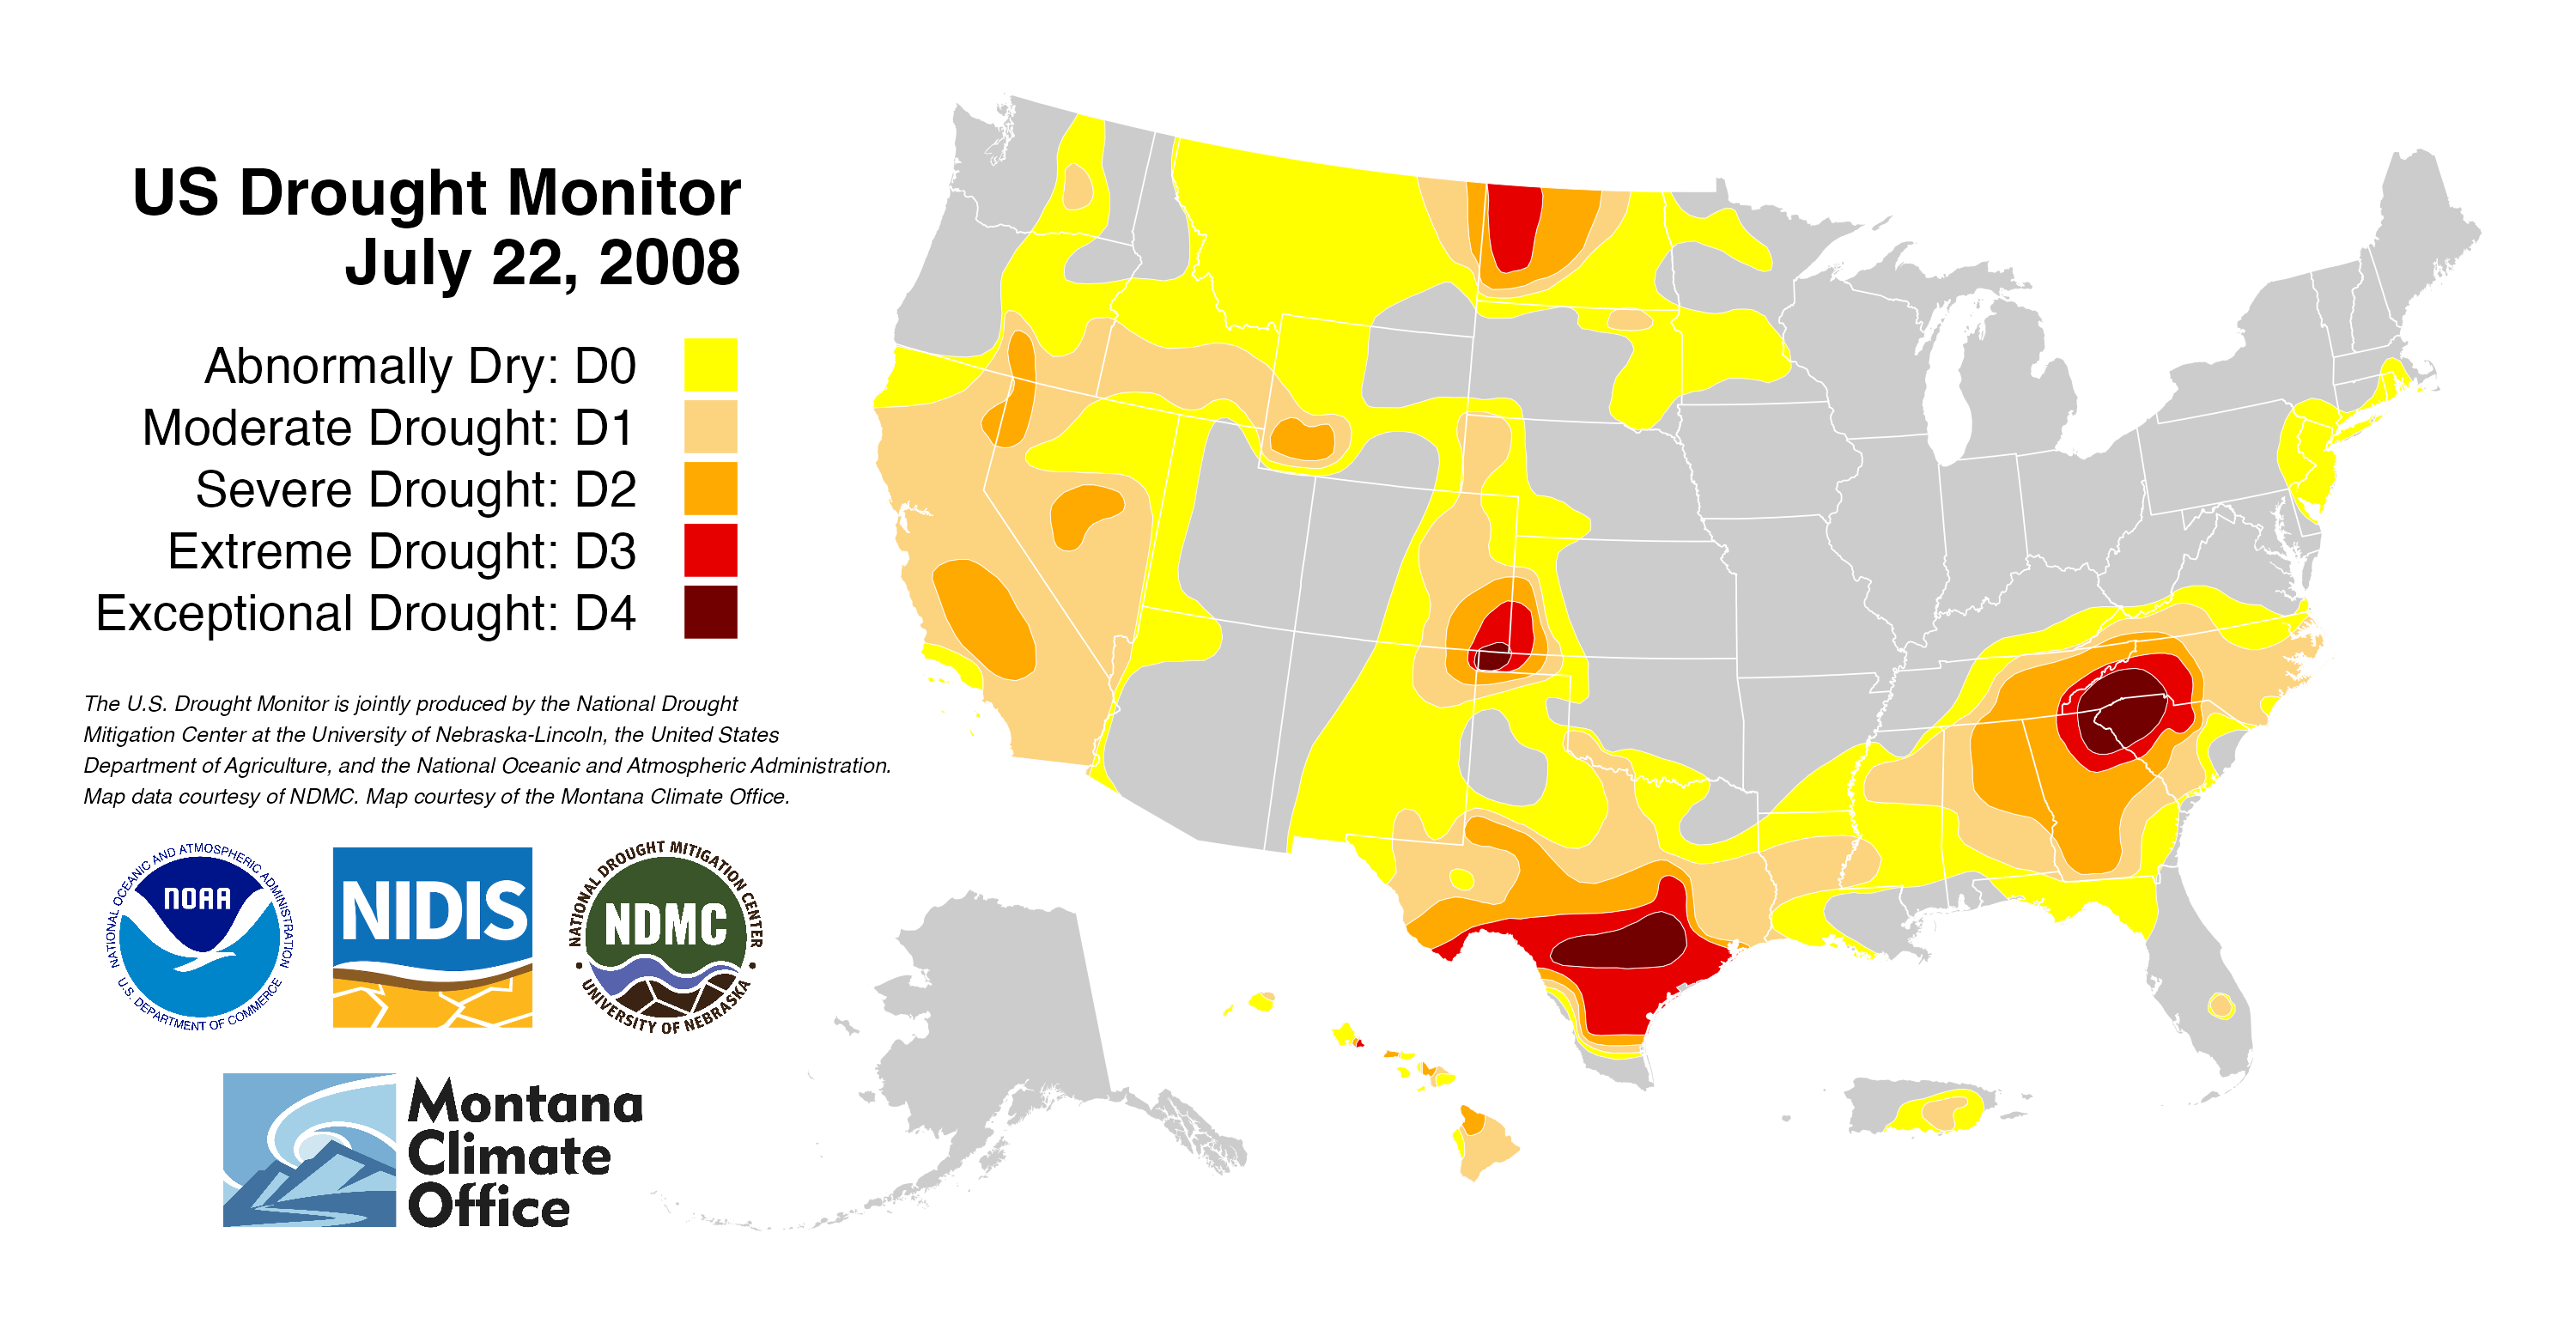 US Drought Monitor
July 22, 2008
Abnormally Dry: D0
Moderate Drought: D1
Severe Drought: D2
Extreme Drought: D3
Exceptional Drought: D4
The U.S. Drought Monitor is jointly produced by the National Drought
Mitigation Center at the University of Nebraska-Lincoln, the United States
Department of Agriculture, and the National Oceanic and Atmospheric Administration.
Map data courtesy of NDMC. Map courtesy of the Montana Climate Office.
NATIONAL OCEANIC AND ATMOSPHERIC ADMINISTRATION
NOAA
U.S. DEPARTMENT OF COMMERCE
NIDIS
NATIONAL DROUGHT MITIGATION CENTER
NDMC
UNIVERSITY OF NEBRASKA
Montana
Climate
Office